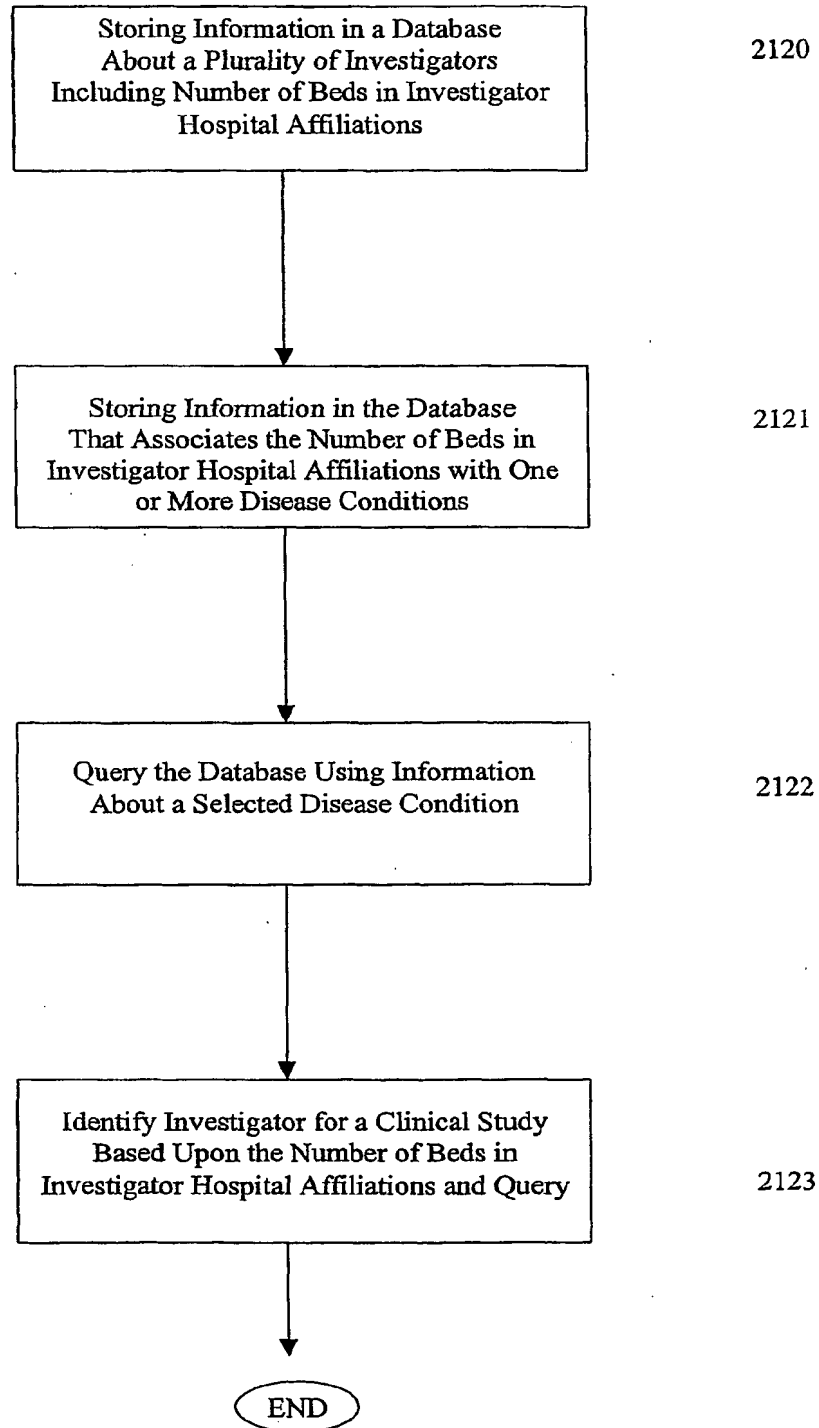 Storing Information in a Database
About a Plurality of Investigators
Including Number of Beds in Investigator
Hospital Affiliations
2120
Storing Information in the Database
That Associates the Number of Beds in
Investigator Hospital Affiliations with One
or More Disease Conditions
2121
Query the Database Using Information
About a Selected Disease Condition
2122
Identify Investigator for a Clinical Study
Based Upon the Number of Beds in
Investigator Hospital Affiliations and Query
2123
END